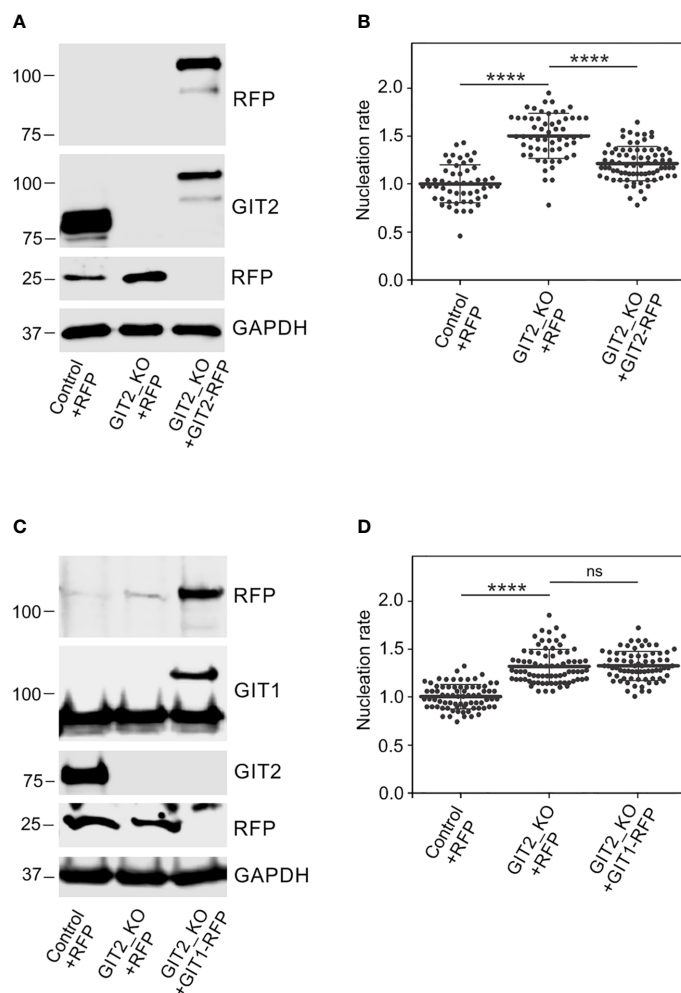 A
100
75
RFP
100
75
GIT2
25
RFP
37
GAPDH
Control
+RFP
GIT2_KO
+RFP
GIT2_KO
+GIT2-RFP
B
Nucleation rate
2.0
1.5
1.0
0.5
0.0
****
****
Control
+RFP
GIT2_KO
+RFP
GIT2_KO
+GIT2-RFP
C
100
RFP
100
GIT1
75
GIT2
25
RFP
37
GAPDH
Control
+RFP
GIT2_KO
+RFP
GIT2_KO
+GIT1-RFP
D
Nucleation rate
2.0
1.5
1.0
0.5
0.0
****
ns
Control
+RFP
GIT2_KO
+RFP
GIT2_KO
+GIT1-RFP